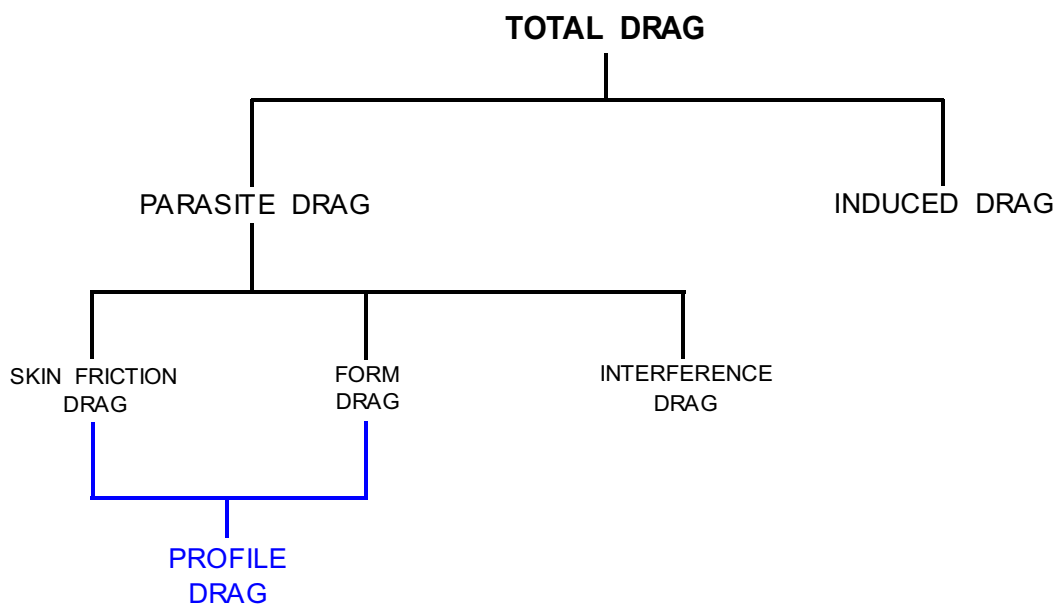 TOTAL DRAG
PARASITE DRAG
INDUCED DRAG
SKIN FRICTION
DRAG
FORM
DRAG
INTERFERENCE
DRAG
PROFILE
DRAG